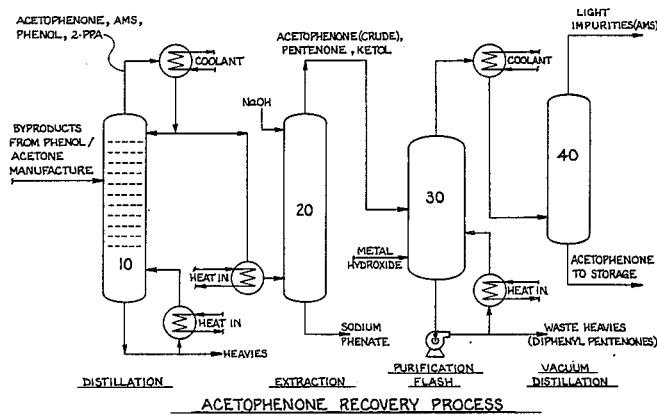 ACETOPHENONE, AMS,
PHENOL, 2-PPA
COOLANT
BYPRODUCTS
FROM PHENOL/
ACETONE
MANUFACTURE
10
HEAT IN
HEAVIES
DISTILLATION
ACETOPHENONE (CRUDE),
PENTENONE, KETOL
NaOH
20
HEAT IN
SODIUM
PHENATE
EXTRACTION
COOLANT
30
METAL
HYDROXIDE
HEAT IN
WASTE HEAVIES
(DIPHENYL PENTENONES)
PURIFICATION
FLASH
LIGHT
IMPURITIES(AMS)
40
ACETOPHENONE
TO STORAGE
VACUUM
DISTILLATION
ACETOPHENONE RECOVERY PROCESS